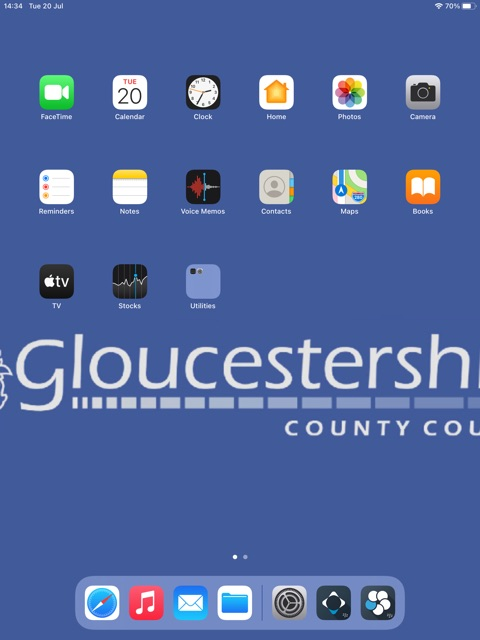 14:34 Tue 20 Jul 70%
TUE
20
FaceTime Calendar Clock Home Photos Camera
280
Reminders Notes Voice Memos Contacts Maps Books
tv
TV Stocks Utilities
Gloucestershi
COUNTY COU